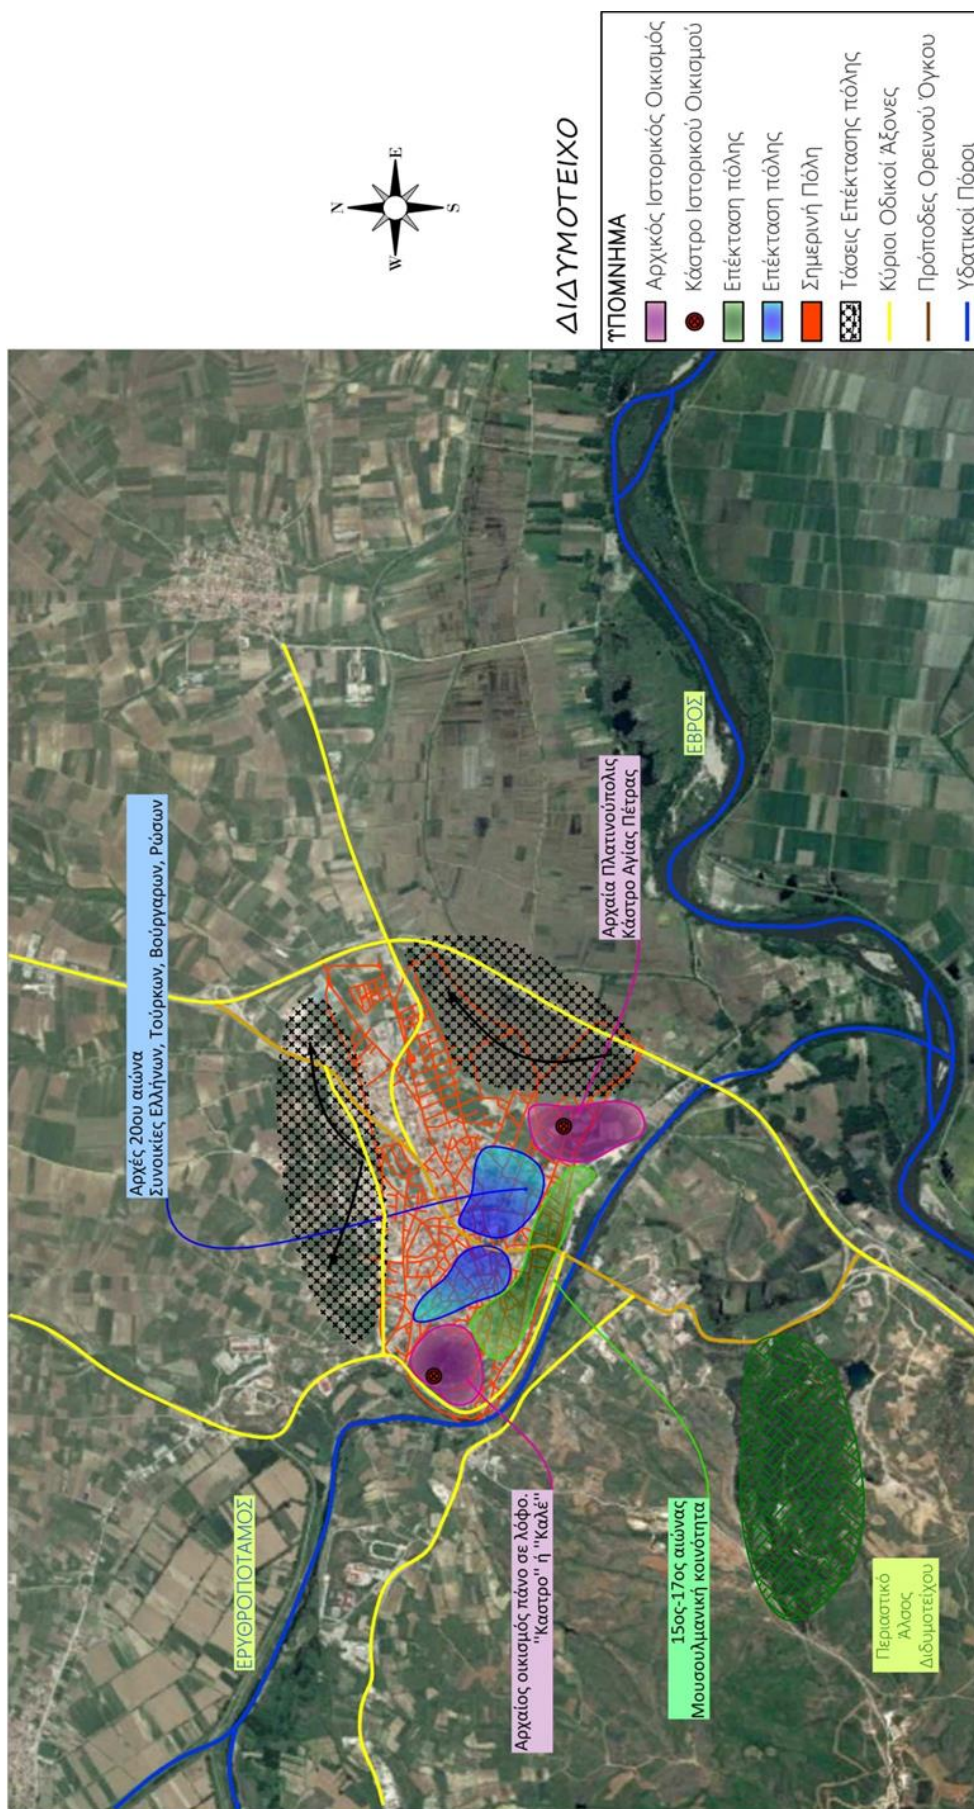 Αρχές 20ου αιώνα
Συνοικίες Ελλήνων, Τούρκων, Βούργαρων, Ρώσων
ΕΡΥΘΡΟΠΟΤΑΜΟΣ
Αρχαίος οικισμός πάνο σε λόφο.
"Καστρο" ή "Καλέ"
15ος-17ος αιώνας
Μουσουλμανική κοινότητα
Περιαστικό
Άλσος
Διδυμοτείχου
Αρχαία Πλατινούπολις
Κάστρο Αγίας Πέτρας
ΕΒΡΟΣ
N
W
E
S
ΔΙΔΥΜΟΤΕΙΧΟ
ΥΠΟΜΝΗΜΑ
Αρχικός Ιστορικός Οικισμός
Κάστρο Ιστορικού Οικισμού
Επέκταση πόλης
Επέκταση πόλης
Σημερινή Πόλη
Τάσεις Επέκτασης πόλης
Κύριοι Οδικοί Άξονες
Πρόποδες Ορεινού Όγκου
Υδατικοί Πόροι